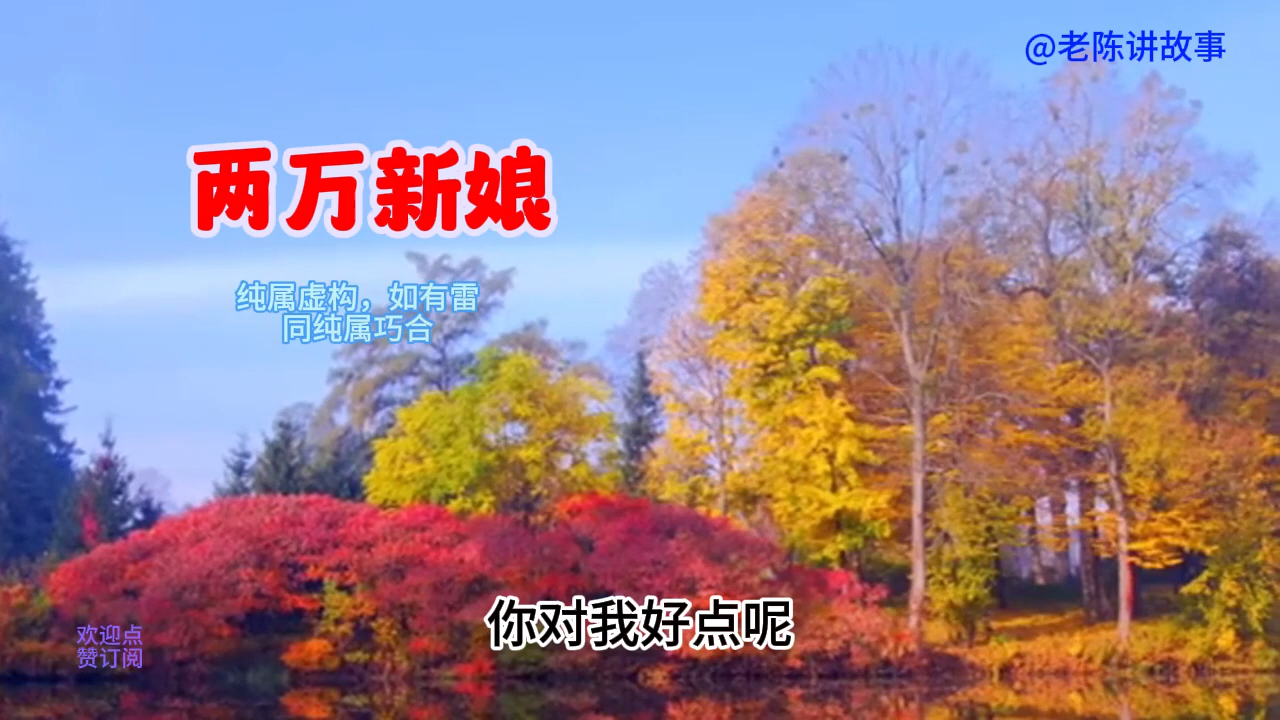 @老陈讲故事
两万新娘
纯属虚构，如有雷
同纯属巧合
你对我好点呢
欢迎点
赞订阅